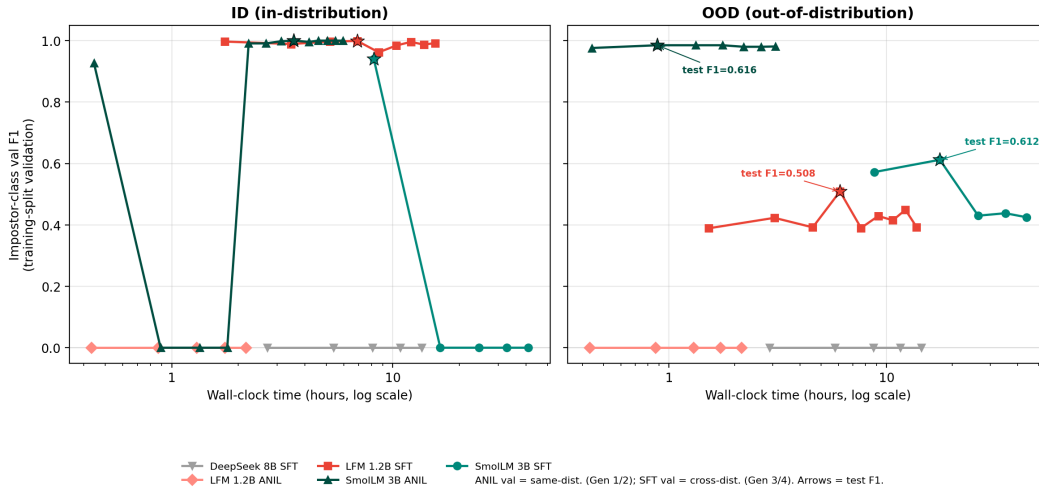 ID (in-distribution)
OOD (out-of-distribution)
Impostor-class val F1
(training-split validation)
1.0
0.8
0.6
0.4
0.2
0.0
test F1=0.616
test F1=0.612
test F1=0.508
1
10
1
10
Wall-clock time (hours, log scale)
Wall-clock time (hours, log scale)
DeepSeek 8B SFT
LFM 1.2B SFT
SmolLM 3B SFT
LFM 1.2B ANIL
SmolLM 3B ANIL
ANIL val = same-dist. (Gen 1/2); SFT val = cross-dist. (Gen 3/4). Arrows = test F1.